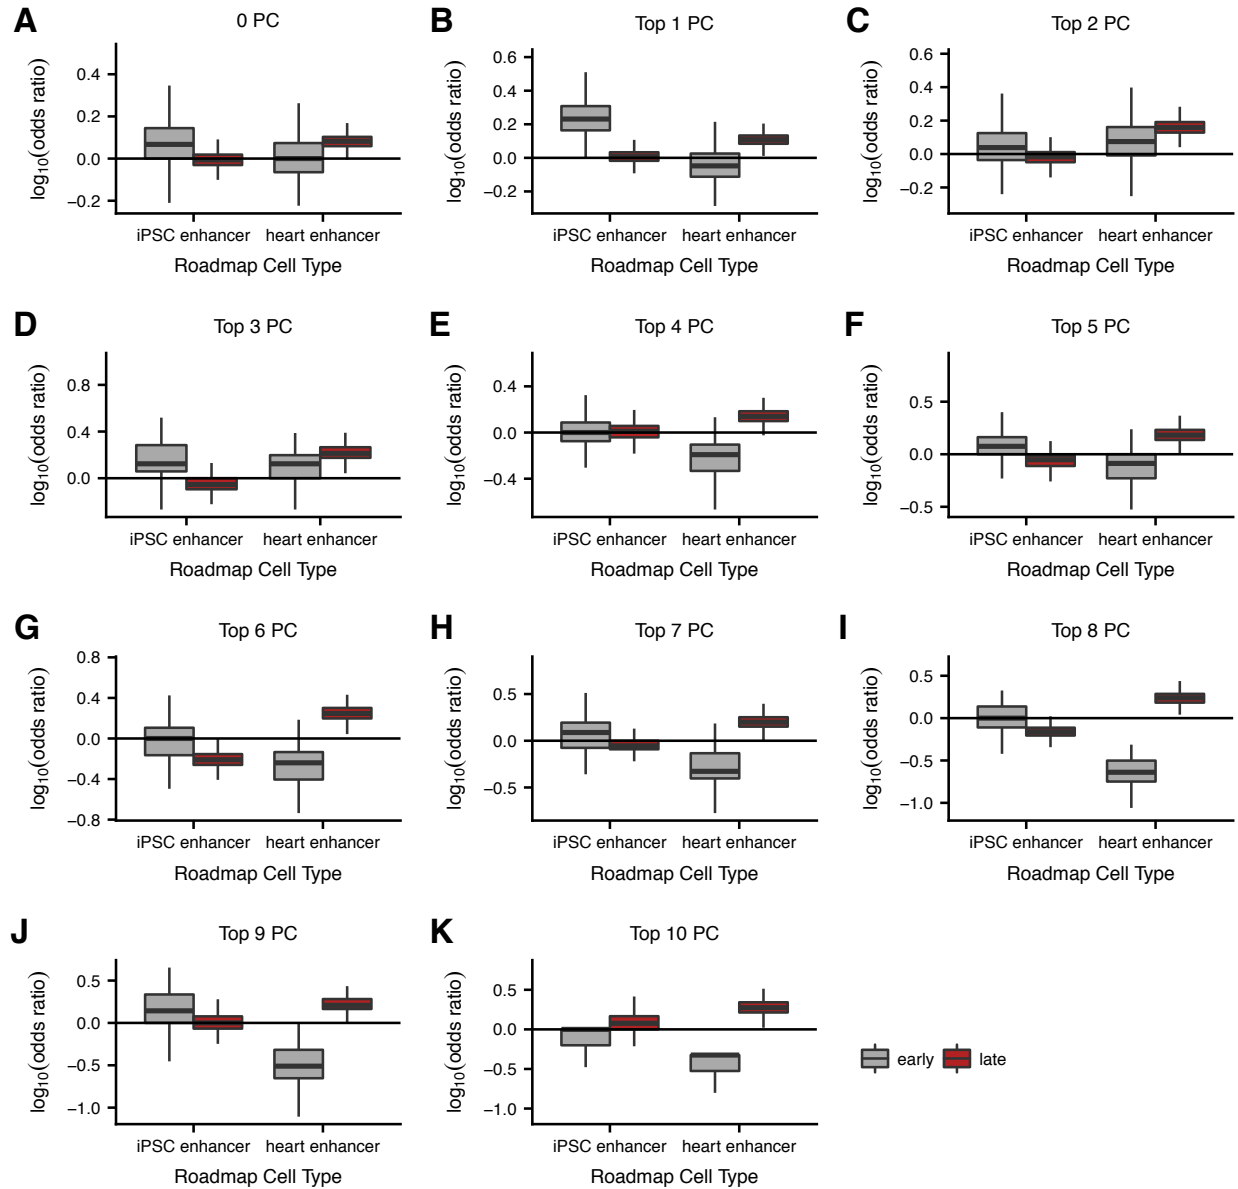 A
0 PC
log10(odds ratio)
0.4
0.2
0.0
−0.2
iPSC enhancer heart enhancer
Roadmap Cell Type
B
Top 1 PC
log10(odds ratio)
0.6
0.4
0.2
0.0
−0.2
iPSC enhancer heart enhancer
Roadmap Cell Type
C
Top 2 PC
log10(odds ratio)
0.6
0.4
0.2
0.0
−0.2
iPSC enhancer heart enhancer
Roadmap Cell Type
D
Top 3 PC
log10(odds ratio)
0.8
0.4
0.0
iPSC enhancer heart enhancer
Roadmap Cell Type
E
Top 4 PC
log10(odds ratio)
0.4
0.0
−0.4
iPSC enhancer heart enhancer
Roadmap Cell Type
F
Top 5 PC
log10(odds ratio)
0.5
0.0
−0.5
iPSC enhancer heart enhancer
Roadmap Cell Type
G
Top 6 PC
log10(odds ratio)
0.8
0.4
0.0
−0.4
−0.8
iPSC enhancer heart enhancer
Roadmap Cell Type
H
Top 7 PC
log10(odds ratio)
0.5
0.0
−0.5
iPSC enhancer heart enhancer
Roadmap Cell Type
I
Top 8 PC
log10(odds ratio)
0.5
0.0
−0.5
−1.0
iPSC enhancer heart enhancer
Roadmap Cell Type
J
Top 9 PC
log10(odds ratio)
0.5
0.0
−0.5
−1.0
iPSC enhancer heart enhancer
Roadmap Cell Type
K
Top 10 PC
log10(odds ratio)
0.5
0.0
−0.5
−1.0
iPSC enhancer heart enhancer
Roadmap Cell Type
early late